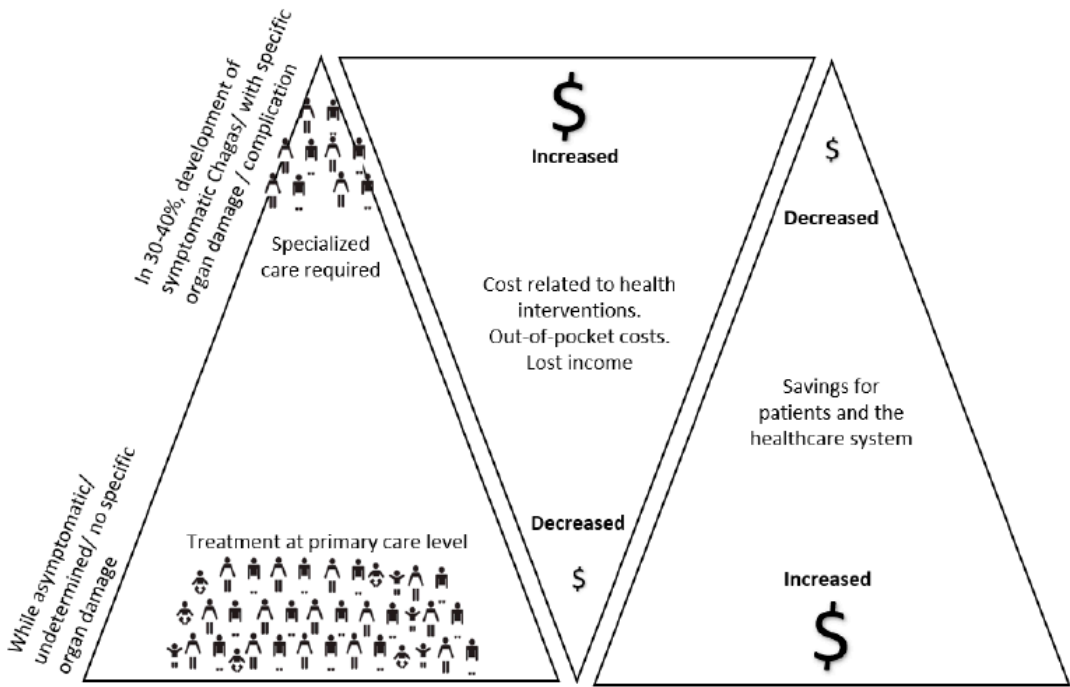 In 30-40%, development of
symptomatic Chagas/ with specific
organ damage / complication
Specialized
care required
While asymptomatic/
undetermined/ no specific
organ damage
Treatment at primary care level
$
Increased
Cost related to health
interventions.
Out-of-pocket costs.
Lost income
Decreased
$
$
Decreased
Savings for
patients and the
healthcare system
Increased
$